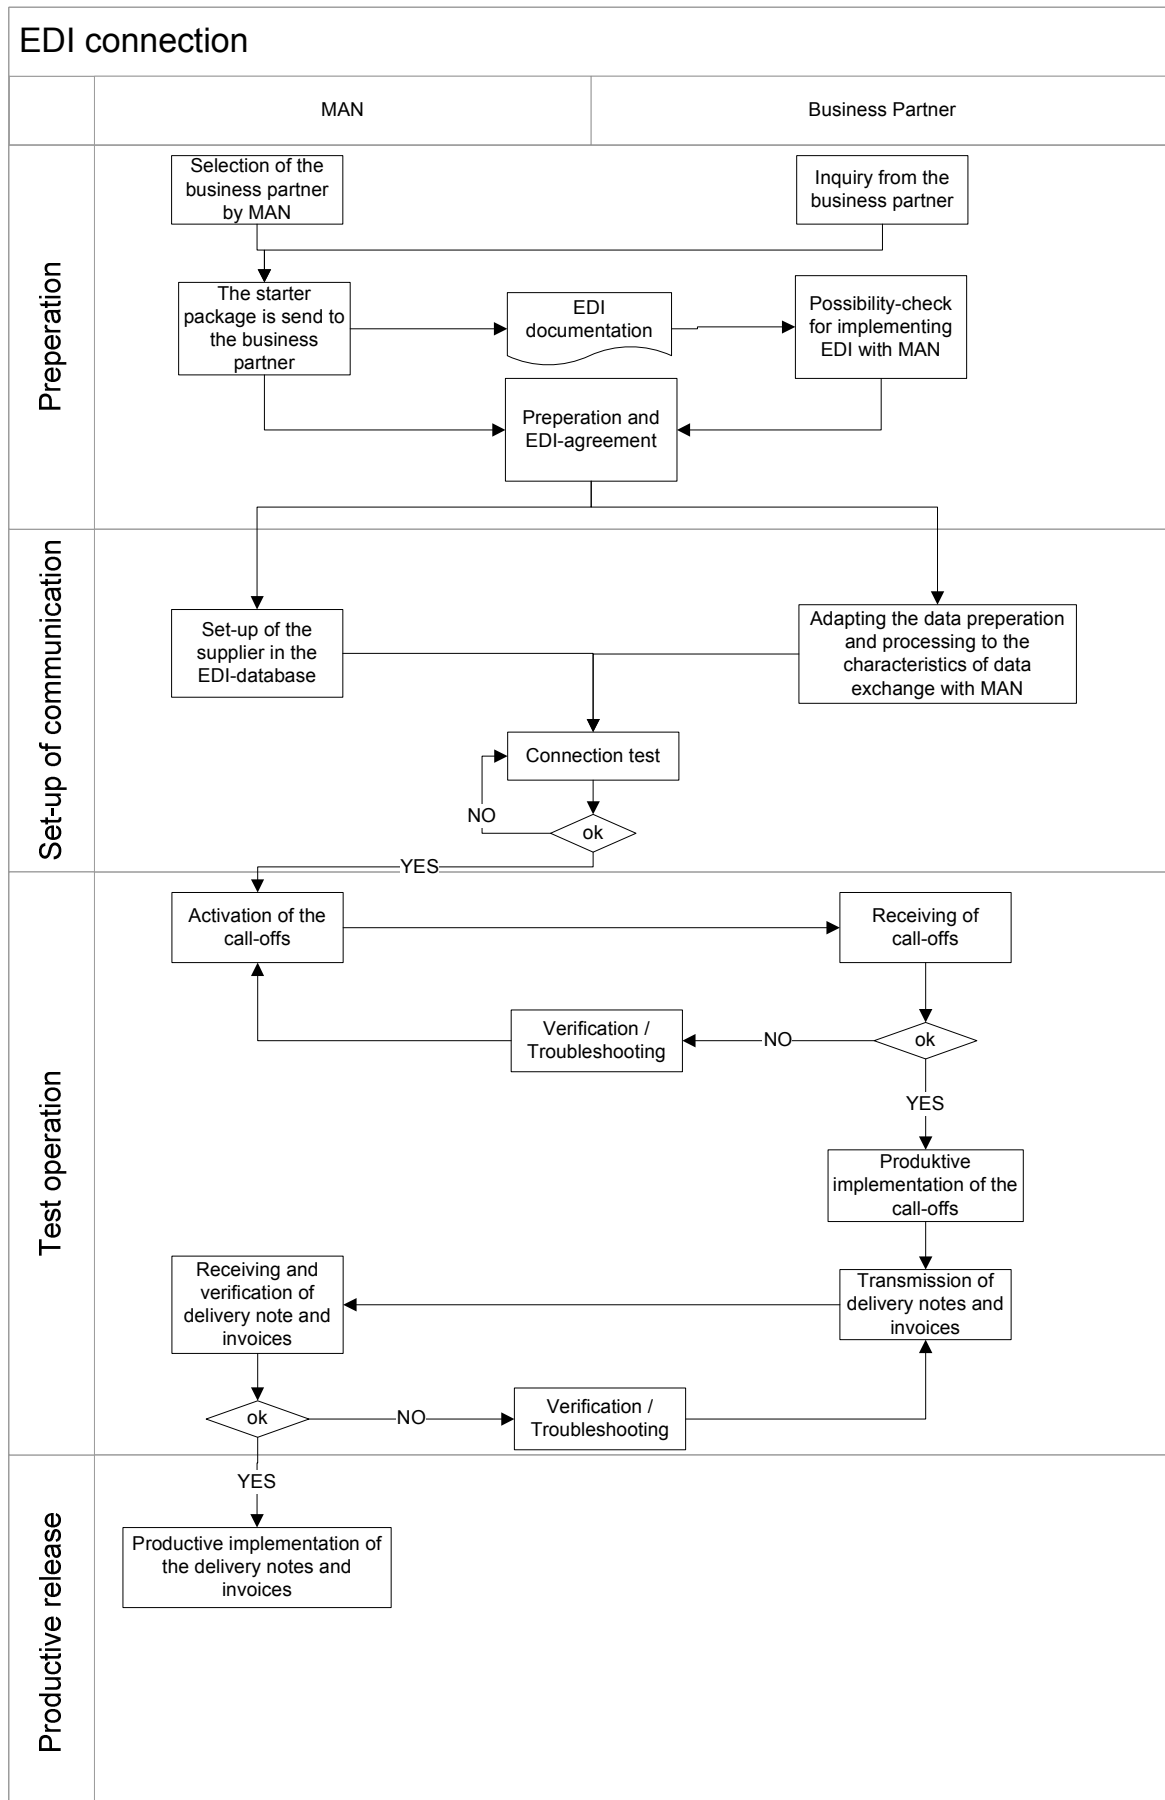 EDI connection
MAN
Business Partner
Preperation
Selection of the
business partner
by MAN
Inquiry from the
business partner
The starter
package is send to
the business
partner
EDI
documentation
Possibility-check
for implementing
EDI with MAN
Preperation and
EDI-agreement
Set-up of communication
Set-up of the
supplier in the
EDI-database
Adapting the data preperation
and processing to the
characteristics of data
exchange with MAN
Connection test
NO
ok
YES
Test operation
Activation of the
call-offs
Receiving of
call-offs
Verification /
Troubleshooting
NO
ok
YES
Produktive
implementation of the
call-offs
Receiving and
verification of
delivery note and
invoices
Transmission of
delivery notes and
invoices
ok
NO
Verification /
Troubleshooting
YES
Productive release
Productive implementation of
the delivery notes and
invoices